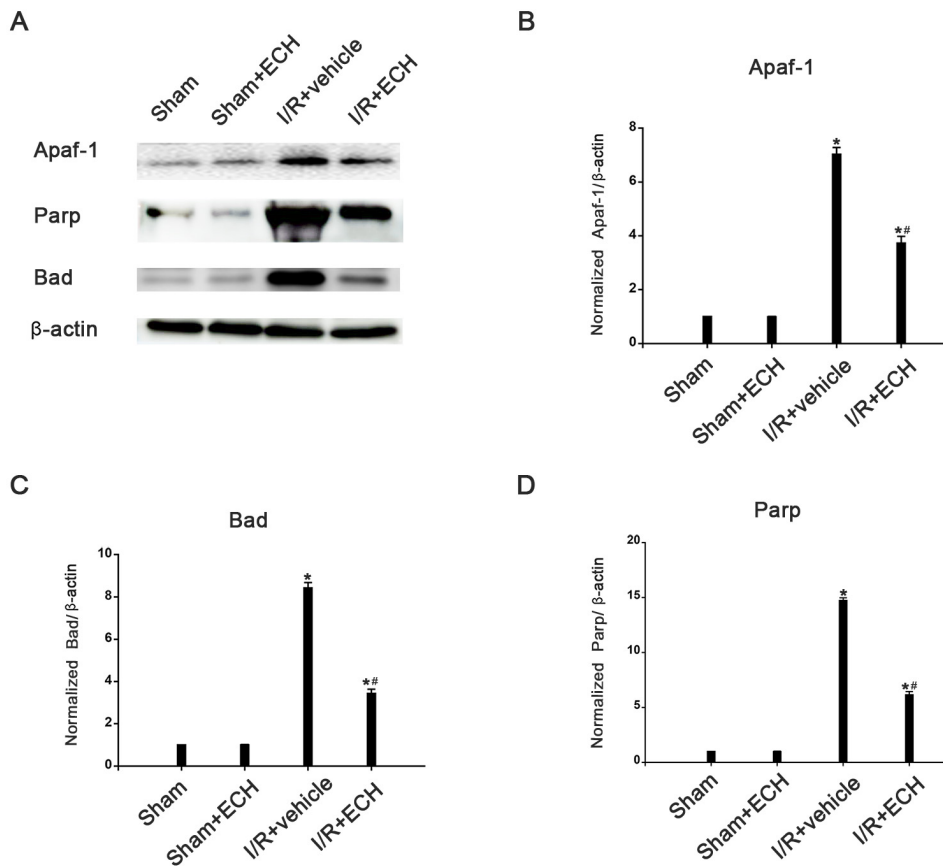 A
Sham
Sham+ECH
I/R+vehicle
I/R+ECH
Apaf-1
Parp
Bad
β-actin
B
Apaf-1
Normalized Apaf-1/β-actin
8
6
4
2
0
*
*#
Sham
Sham+ECH
I/R+vehicle
I/R+ECH
C
Bad
Normalized Bad/β-actin
10
8
6
4
2
0
*
*#
Sham
Sham+ECH
I/R+vehicle
I/R+ECH
D
Parp
Normalized Parp/ β-actin
20
15
10
5
0
*
*#
Sham
Sham+ECH
I/R+vehicle
I/R+ECH